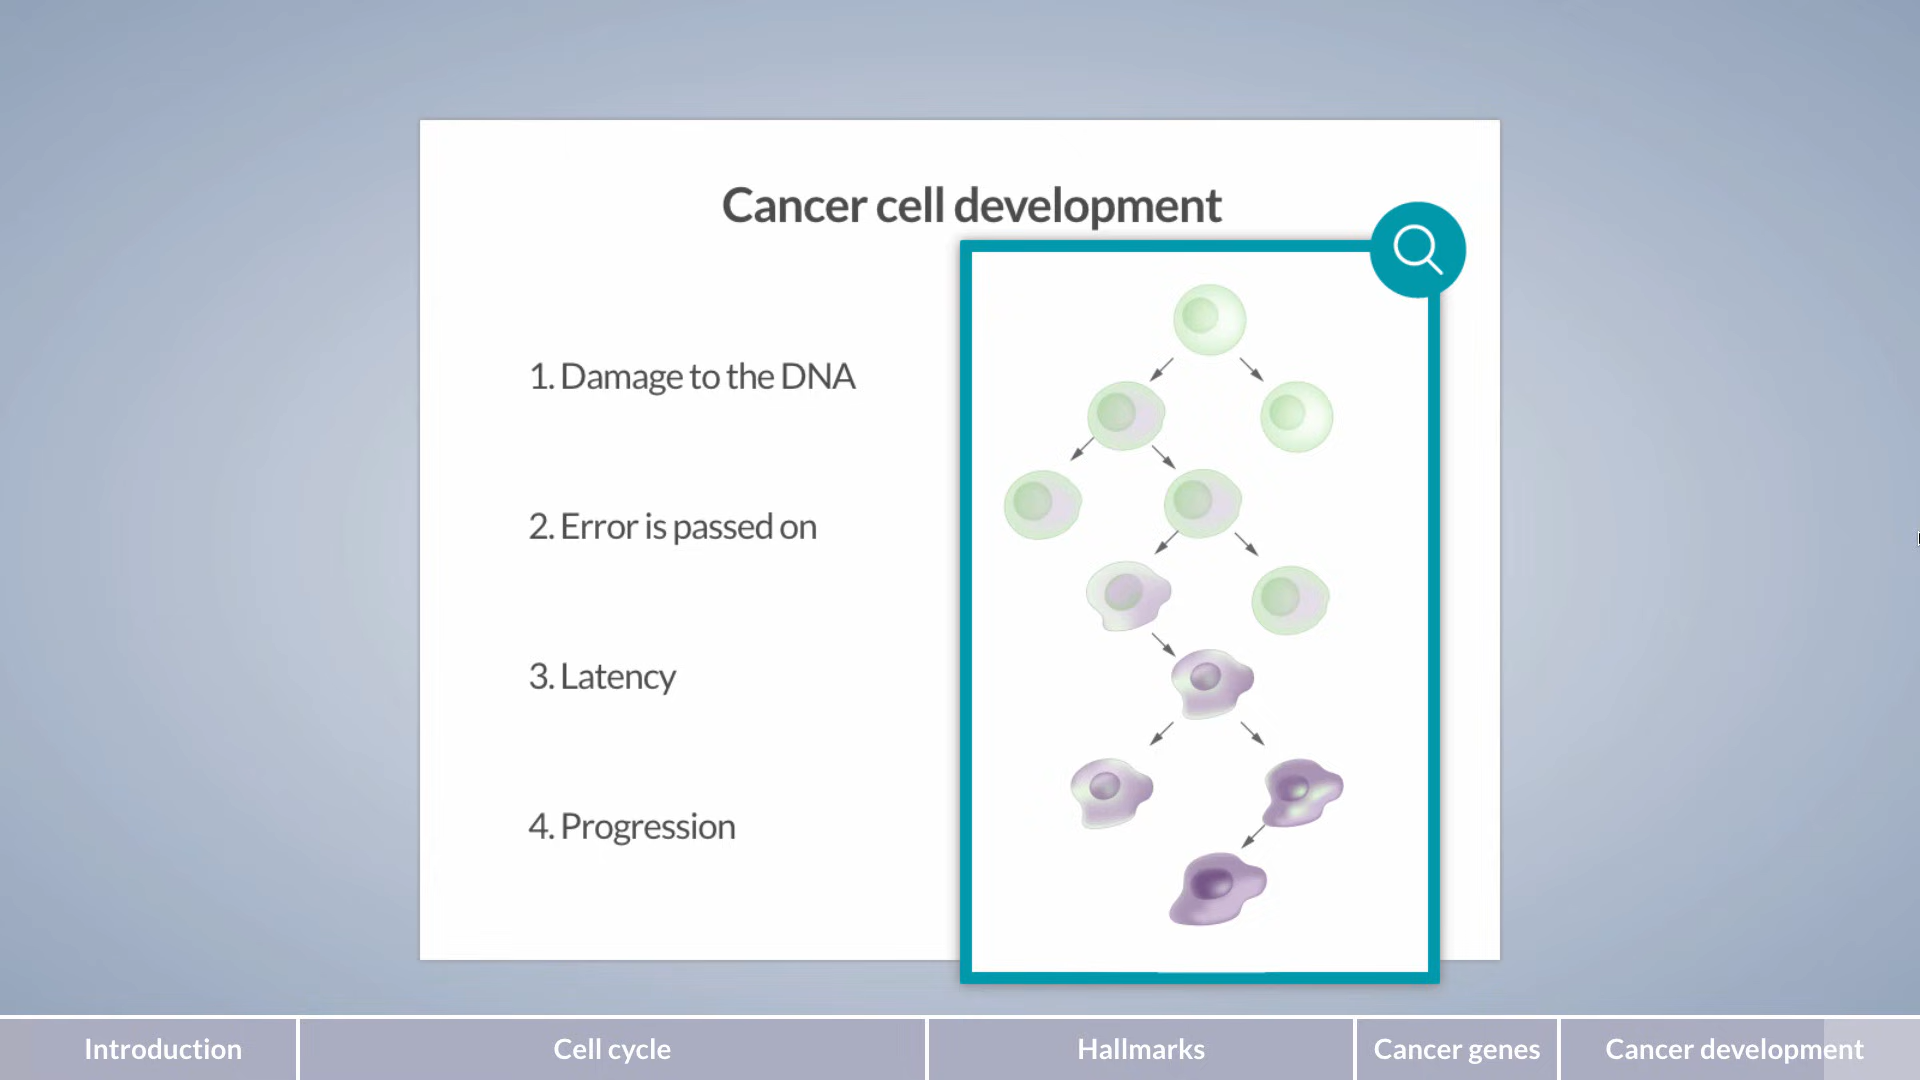 Cancer cell development
1. Damage to the DNA
2. Error is passed on
3. Latency
4. Progression
Introduction
Cell cycle
Hallmarks
Cancer genes
Cancer development